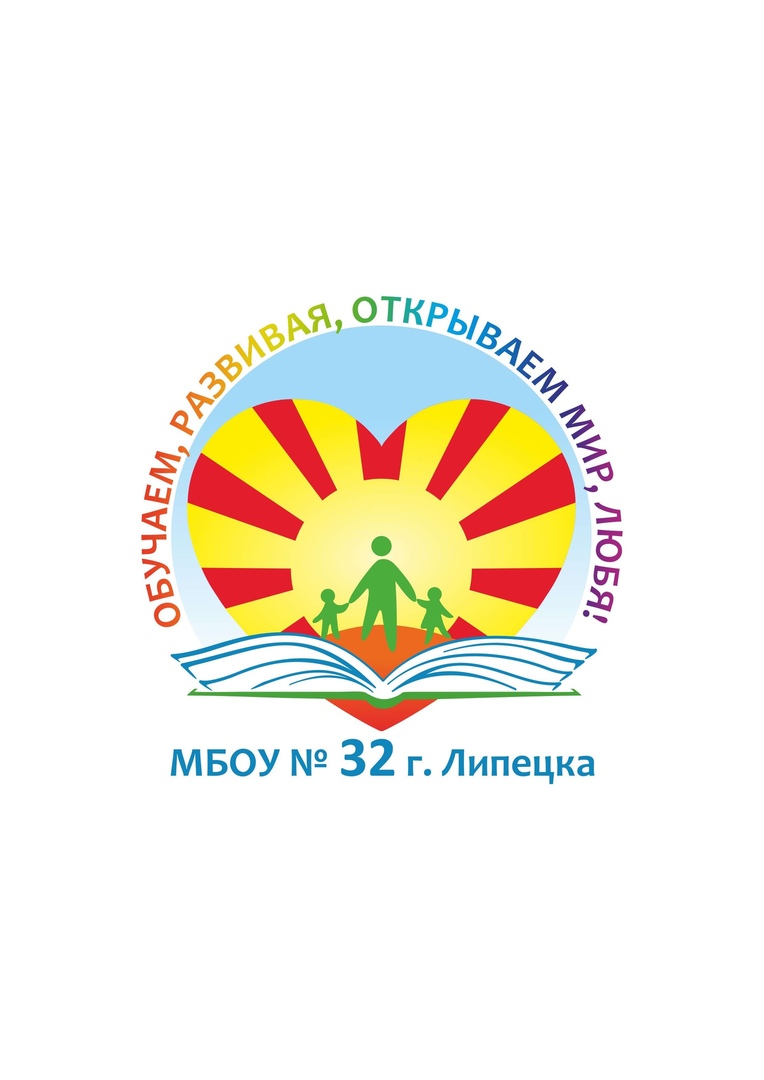 ОБУЧАЕМ, РАЗВИВАЯ, ОТКРЫВАЕМ МИР, ЛЮБЯ!
МБОУ № 32 г. Липецка